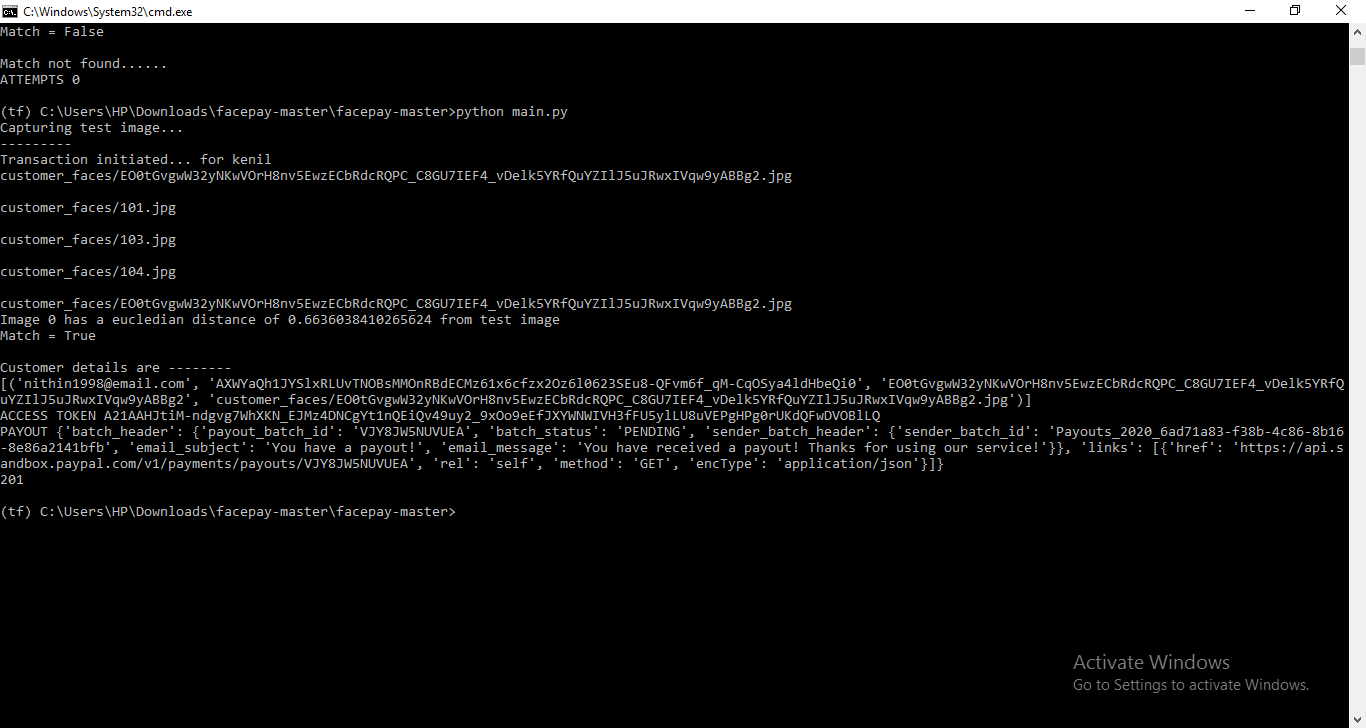 C:\Windows\System32\cmd.exe
Match = False
Match not found......
ATTEMPTS 0
(tf) C:\Users\HP\Downloads\facepay-master\facepay-master>python main.py
Capturing test image...
---------
Transaction initiated... for kenil
customer_faces/EO0tGvgwW32yNKwVOrH8nv5EwzECbRdcRQPC_C8GU7IEF4_vDelk5YRfQuYZIlJ5uJRwxIVqw9yABBg2.jpg
customer_faces/101.jpg
customer_faces/103.jpg
customer_faces/104.jpg
customer_faces/EO0tGvgwW32yNKwVOrH8nv5EwzECbRdcRQPC_C8GU7IEF4_vDelk5YRfQuYZIlJ5uJRwxIVqw9yABBg2.jpg
Image 0 has a eucledian distance of 0.6636038410265624 from test image
Match = True
Customer details are --------
[('nithin1998@email.com', 'AXWYaQh1JYSlxRLUvTNOBsMMOnRBdECMz61x6cfzx2Oz6l0623SEu8-QFvm6f_qM-CqOSya4ldHbeQi0', 'EO0tGvgwW32yNKwVOrH8nv5EwzECbRdcRQPC_C8GU7IEF4_vDelk5YRfQ
uYZIlJ5uJRwxIVqw9yABBg2', 'customer_faces/EO0tGvgwW32yNKwVOrH8nv5EwzECbRdcRQPC_C8GU7IEF4_vDelk5YRfQuYZIlJ5uJRwxIVqw9yABBg2.jpg')]
ACCESS TOKEN A21AAHJtiM-ndgvg7WhXKN_EJMz4DNCgYt1nQEiQv49uy2_9xOo9eEfJXYWNWIVH3fFU5ylLU8uVEPgHPg0rUKdQFwDVOBlLQ
PAYOUT {'batch_header': {'payout_batch_id': 'VJY8JW5NUVUEA', 'batch_status': 'PENDING', 'sender_batch_header': {'sender_batch_id': 'Payouts_2020_6ad71a83-f38b-4c86-8b16
-8e86a2141bfb', 'email_subject': 'You have a payout!', 'email_message': 'You have received a payout! Thanks for using our service!'}}, 'links': [{'href': 'https://api.s
andbox.paypal.com/v1/payments/payouts/VJY8JW5NUVUEA', 'rel': 'self', 'method': 'GET', 'encType': 'application/json'}]}
201
(tf) C:\Users\HP\Downloads\facepay-master\facepay-master>
Activate Windows
Go to Settings to activate Windows.